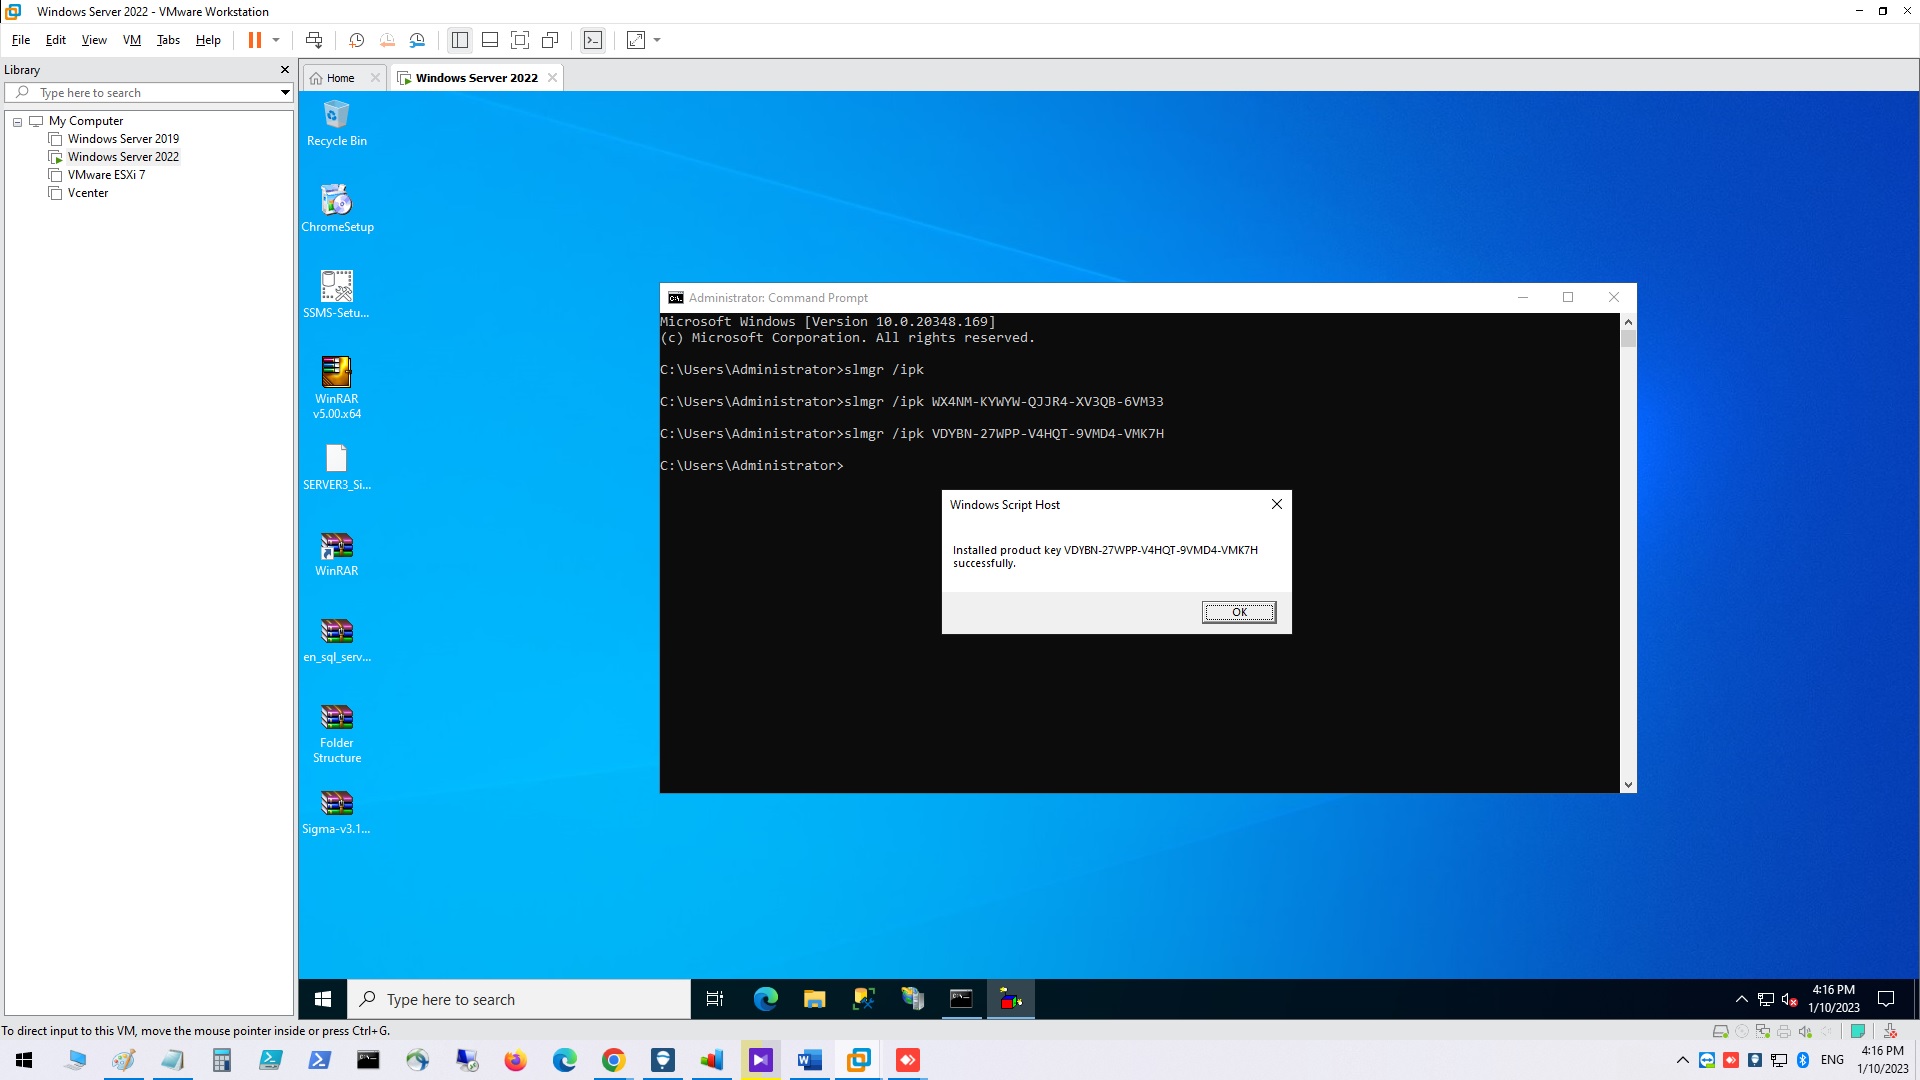 Windows Server 2022 - VMware Workstation
File Edit View VM Tabs Help
Library
Type here to search
My Computer
Windows Server 2019
Windows Server 2022
VMware ESXi 7
Vcenter
Home
Windows Server 2022
Recycle Bin
ChromeSetup
SSMS-Setu...
WinRAR
v5.00.x64
SERVER3_Si...
WinRAR
en_sql_serv...
Folder
Structure
Sigma-v3.1...
Administrator: Command Prompt
Microsoft Windows [Version 10.0.20348.169]
(c) Microsoft Corporation. All rights reserved.
C:\Users\Administrator>slmgr /ipk
C:\Users\Administrator>slmgr /ipk WX4NM-KYWYW-QJJR4-XV3QB-6VM33
C:\Users\Administrator>slmgr /ipk VDYBN-27WPP-V4HQT-9VMD4-VMK7H
C:\Users\Administrator>
Windows Script Host
Installed product key VDYBN-27WPP-V4HQT-9VMD4-VMK7H
successfully.
OK
Type here to search
4:16 PM
1/10/2023
To direct input to this VM, move the mouse pointer inside or press Ctrl+G.
ENG
4:16 PM
1/10/2023